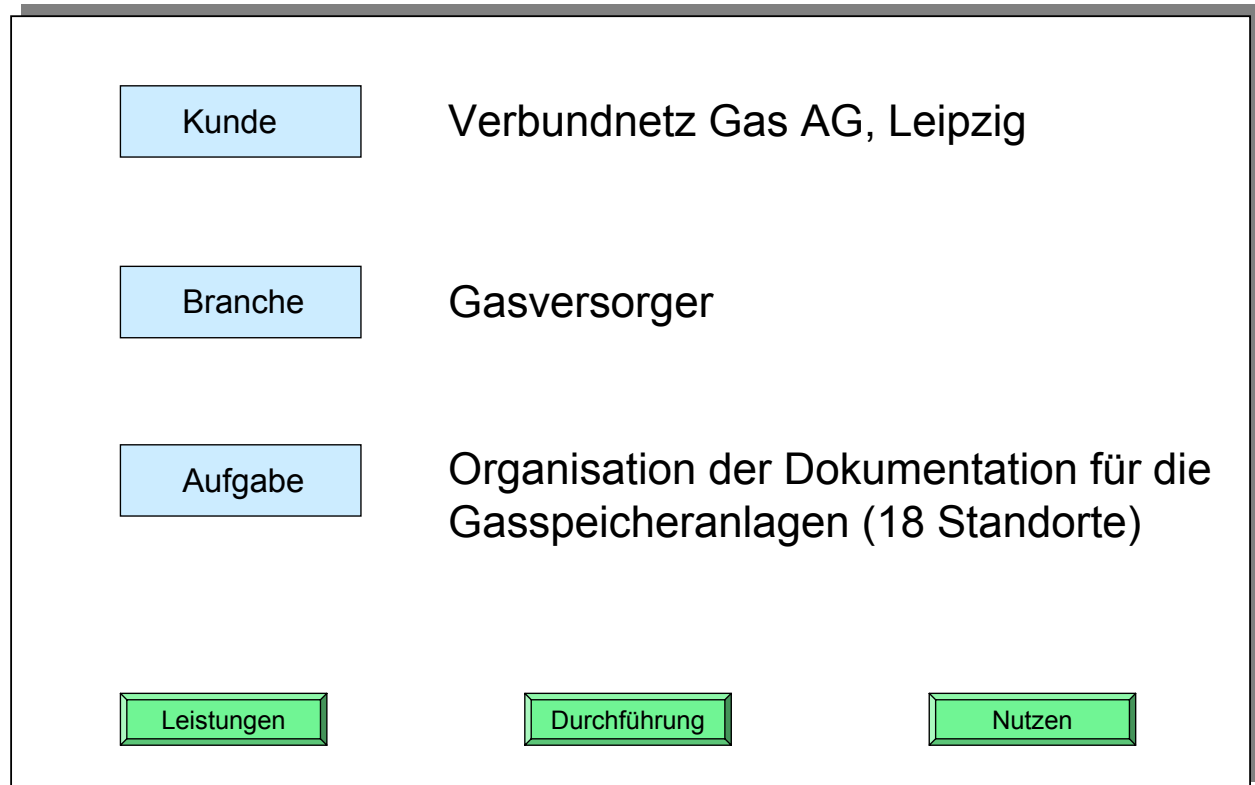 Kunde
Verbundnetz Gas AG, Leipzig
Branche
Gasversorger
Aufgabe
Organisation der Dokumentation für die
Gasspeicheranlagen (18 Standorte)
Leistungen
Durchführung
Nutzen